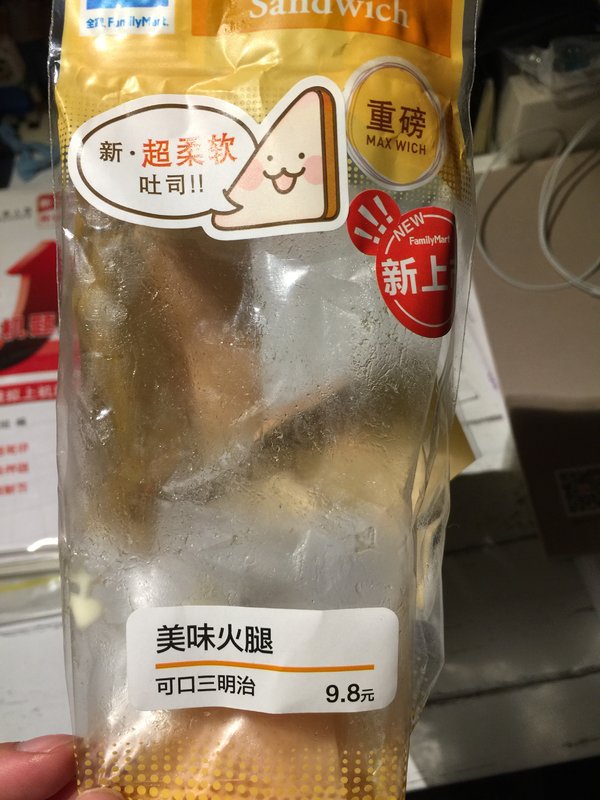 Sandwich
全家 FamilyMart
重磅
MAX WICH
新·超柔软
吐司!!
NEW
FamilyMart
新上
美味火腿
可口三明治
9.8元